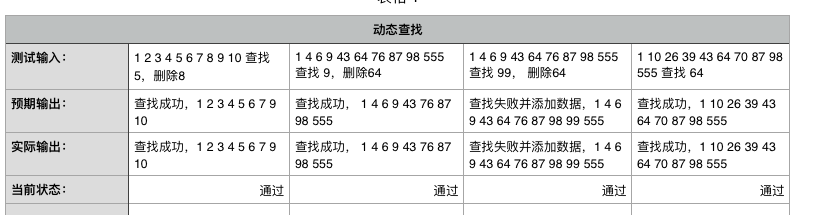 动态查找
测试输入： 1 2 3 4 5 6 7 8 9 10 查找 1 4 6 9 43 64 76 87 98 555 1 4 6 9 43 64 76 87 98 555 1 10 26 39 43 64 70 87 98
5，删除8 查找 9，删除64 查找 99， 删除64 555 查找 64
预期输出： 查找成功，1 2 3 4 5 6 7 9 查找成功， 1 4 6 9 43 76 87 查找失败并添加数据，1 4 6 查找成功，1 10 26 39 43
10 98 555 9 43 64 76 87 98 99 555 64 70 87 98 555
实际输出： 查找成功，1 2 3 4 5 6 7 9 查找成功， 1 4 6 9 43 76 87 查找失败并添加数据，1 4 6 查找成功，1 10 26 39 43
10 98 555 9 43 64 76 87 98 99 555 64 70 87 98 555
当前状态： 通过 通过 通过 通过